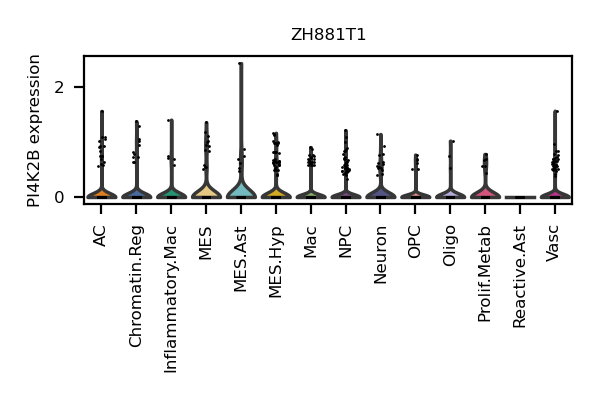 ZH881T1
PI4K2B expression
2
0
AC
Chromatin.Reg
Inflammatory.Mac
MES
MES.Ast
MES.Hyp
Mac
NPC
Neuron
OPC
Oligo
Prolif.Metab
Reactive.Ast
Vasc